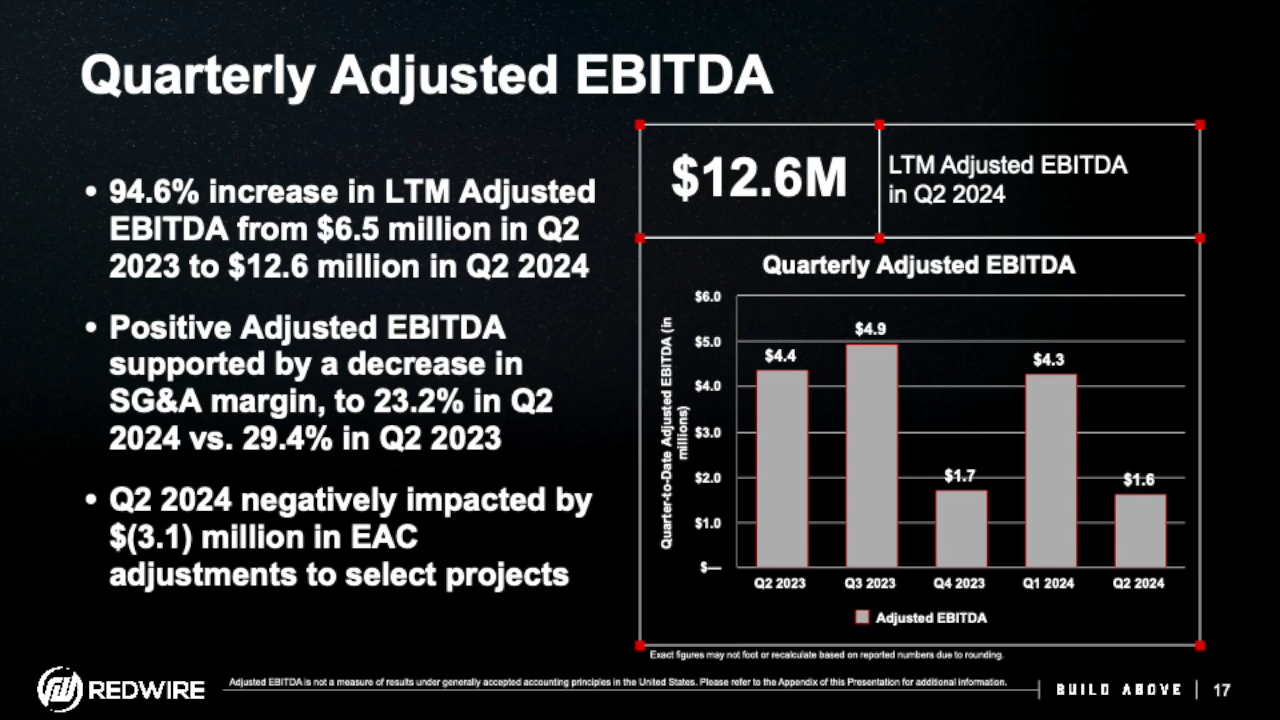 Quarterly Adjusted EBITDA
• 94.6% increase in LTM Adjusted
EBITDA from $6.5 million in Q2
2023 to $12.6 million in Q2 2024
• Positive Adjusted EBITDA
supported by a decrease in
SG&A margin, to 23.2% in Q2
2024 vs. 29.4% in Q2 2023
• Q2 2024 negatively impacted by
$(3.1) million in EAC
adjustments to select projects
$12.6M
LTM Adjusted EBITDA
in Q2 2024
Quarterly Adjusted EBITDA
Quarter-to-Date Adjusted EBITDA (in
millions)
$6.0
$5.0
$4.0
$3.0
$2.0
$1.0
$—
$4.4
$4.9
$1.7
$4.3
$1.6
Q2 2023
Q3 2023
Q4 2023
Q1 2024
Q2 2024
Adjusted EBITDA
Exact figures may not foot or recalculate based on reported numbers due to rounding.
REDWIRE
Adjusted EBITDA is not a measure of results under generally accepted accounting principles in the United States. Please refer to the Appendix of this Presentation for additional information.
BUILD ABOVE
17